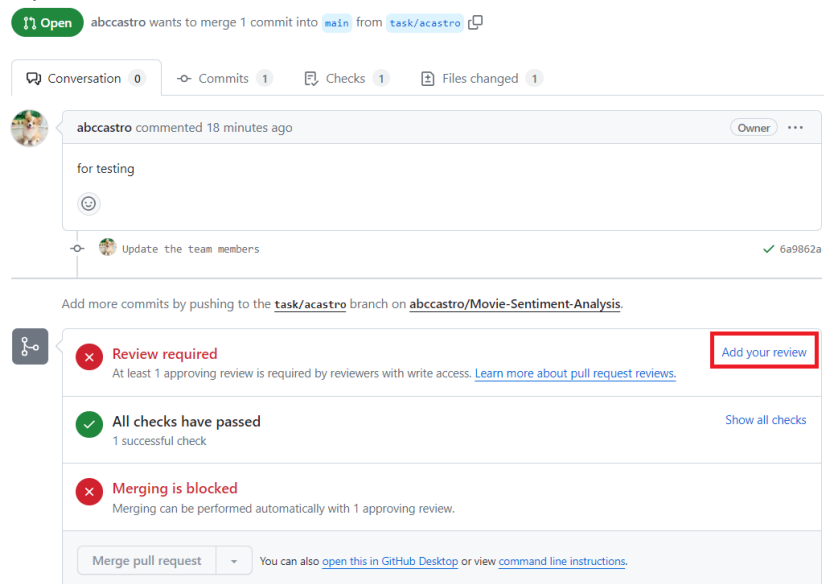 Open abccastro wants to merge 1 commit into main from task/acastro
Conversation 0 Commits 1 Checks 1 Files changed 1
abccastro commented 18 minutes ago Owner ...
for testing
Update the team members 6a9862a
Add more commits by pushing to the task/acastro branch on abccastro/Movie-Sentiment-Analysis.
Review required Add your review
At least 1 approving review is required by reviewers with write access. Learn more about pull request reviews.
All checks have passed Show all checks
1 successful check
Merging is blocked
Merging can be performed automatically with 1 approving review.
Merge pull request You can also open this in GitHub Desktop or view command line instructions.